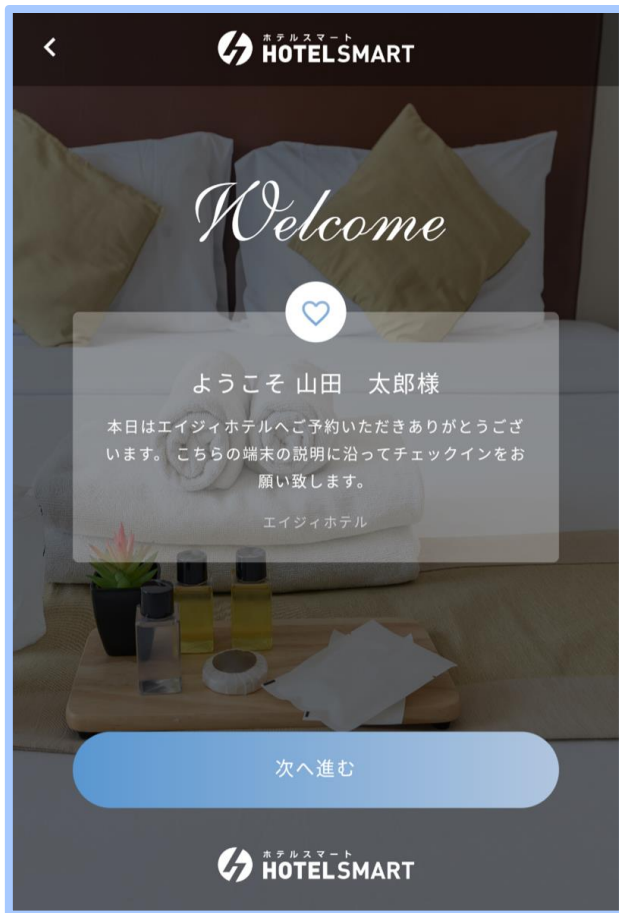 ホテルスマート
HOTELSMART
Welcome
ようこそ 山田　太郎様
本日はエイジィホテルへご予約いただきありがとうござ
います。 こちらの端末の説明に沿ってチェックインをお
願い致します。
エイジィホテル
次へ進む
ホテルスマート
HOTELSMART